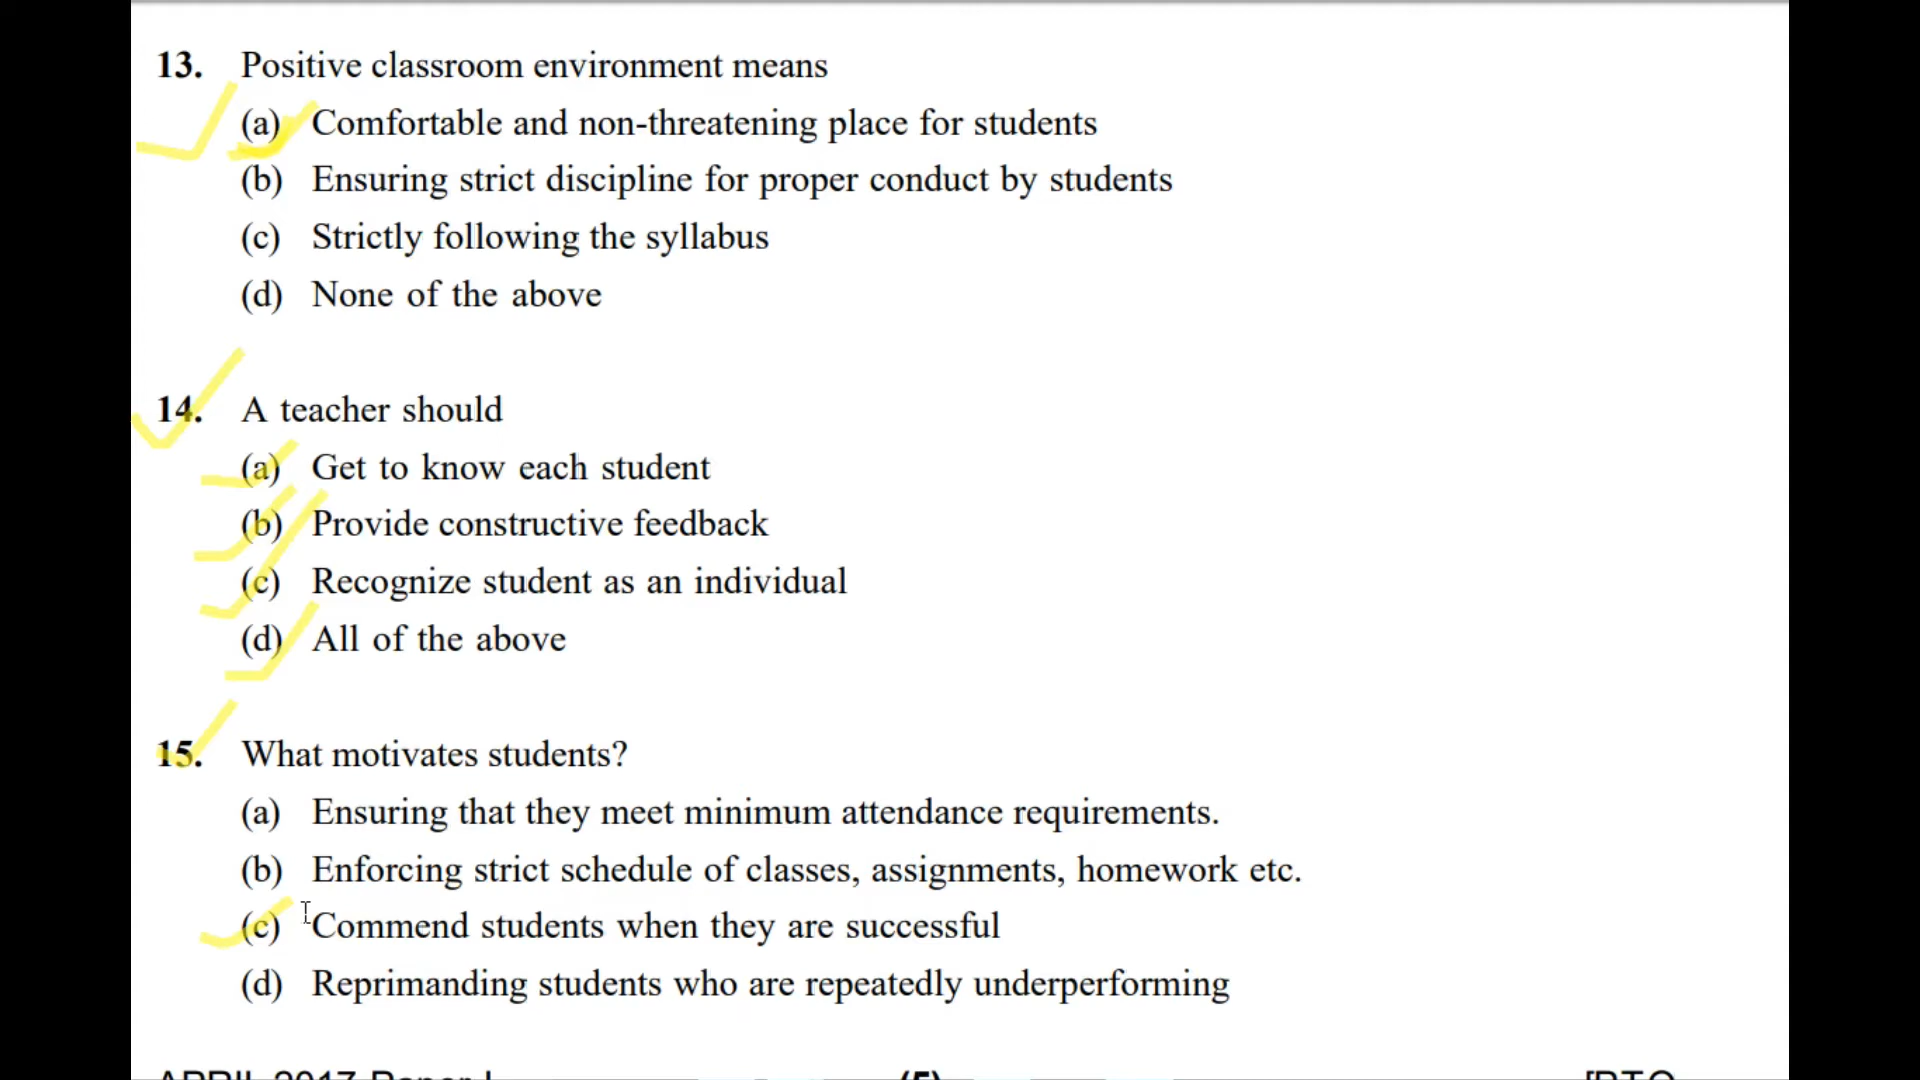 13. Positive classroom environment means
(a) Comfortable and non-threatening place for students
(b) Ensuring strict discipline for proper conduct by students
(c) Strictly following the syllabus
(d) None of the above
14. A teacher should
(a) Get to know each student
(b) Provide constructive feedback
(c) Recognize student as an individual
(d) All of the above
15. What motivates students?
(a) Ensuring that they meet minimum attendance requirements.
(b) Enforcing strict schedule of classes, assignments, homework etc.
(c) Commend students when they are successful
(d) Reprimanding students who are repeatedly underperforming
APRIL-2017-Paper-I (5) [P.T.O.